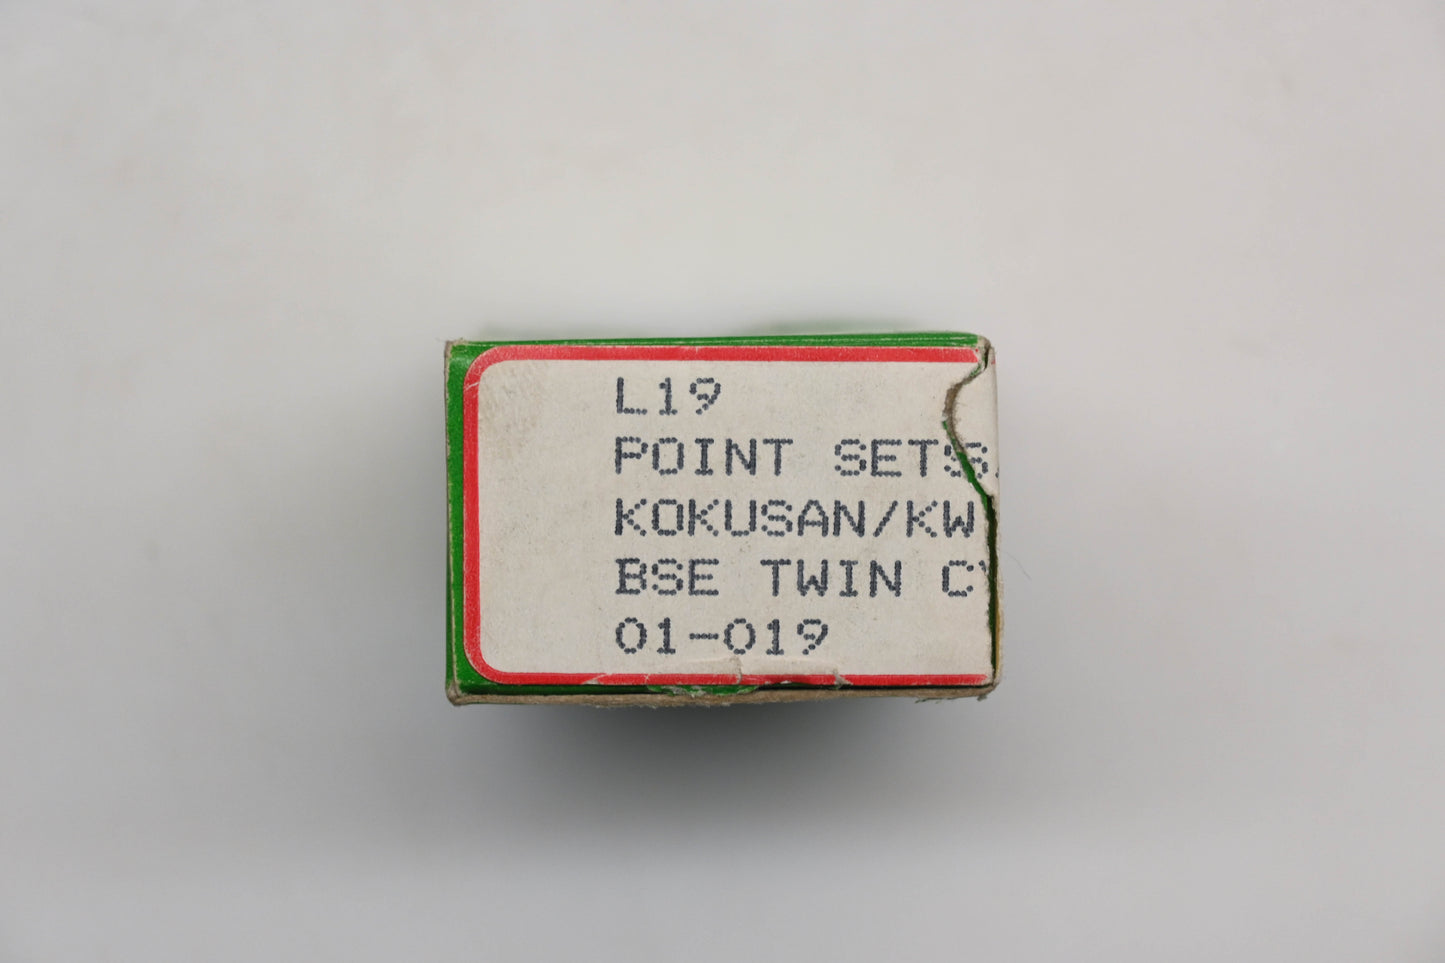 L19
POINT SETS
KOKUSAN/KW
BSE TWIN C
01-019